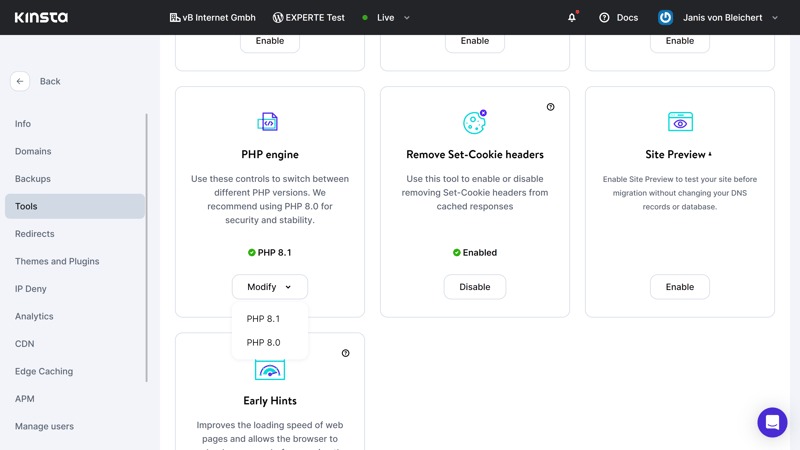 KINSTA
vB Internet Gmbh
EXPERTE Test
Live
Docs
Janis von Bleichert
Back
Info
Domains
Backups
Tools
Redirects
Themes and Plugins
IP Deny
Analytics
CDN
Edge Caching
APM
Manage users
Enable
Enable
Enable
PHP engine
Use these controls to switch between
different PHP versions. We
recommend using PHP 8.0 for
security and stability.
PHP 8.1
Modify
PHP 8.1
PHP 8.0
Remove Set-Cookie headers
Use this tool to enable or disable
removing Set-Cookie headers from
cached responses
Enabled
Disable
Site Preview
Enable Site Preview to test your site before
migration without changing your DNS
records or database.
Enable
Early Hints
Improves the loading speed of web
pages and allows the browser to